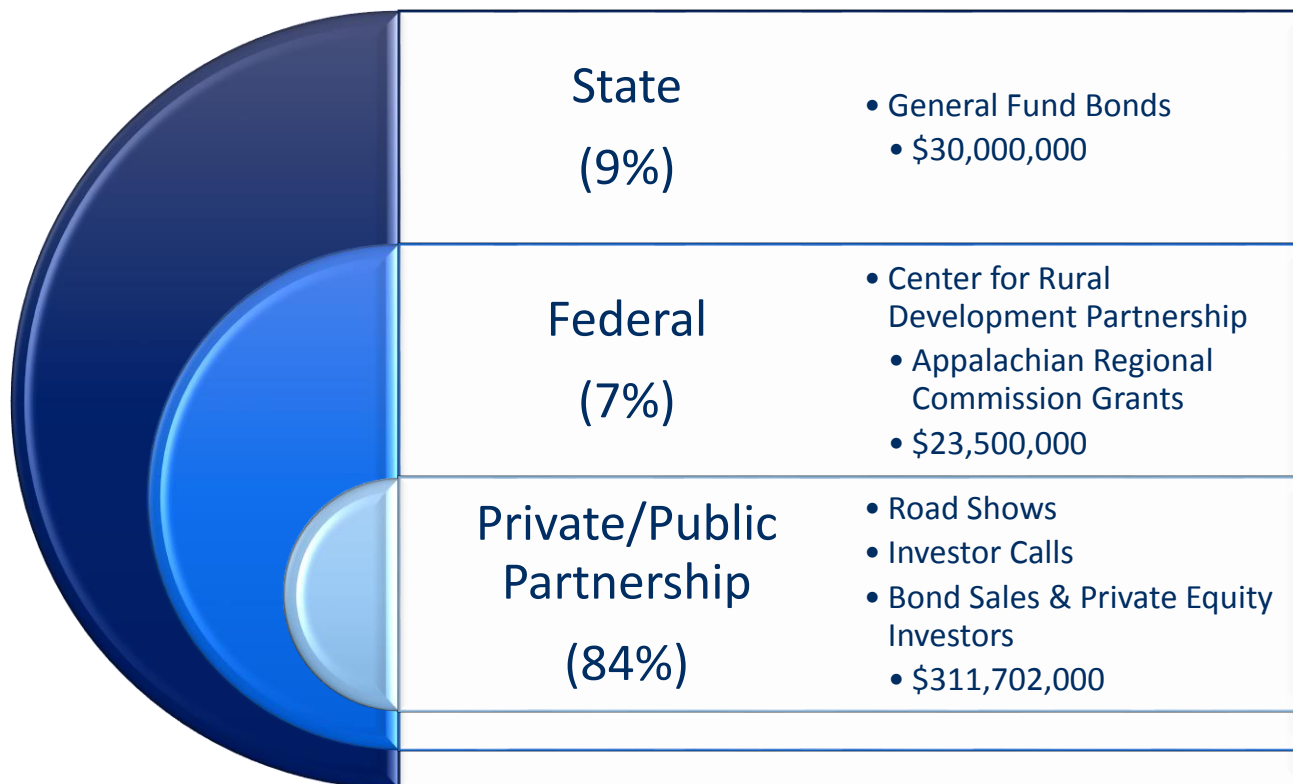 State
(9%)
• General Fund Bonds
• $30,000,000
Federal
(7%)
• Center for Rural
Development Partnership
• Appalachian Regional
Commission Grants
• $23,500,000
Private/Public
Partnership
(84%)
• Road Shows
• Investor Calls
• Bond Sales & Private Equity
Investors
• $311,702,000